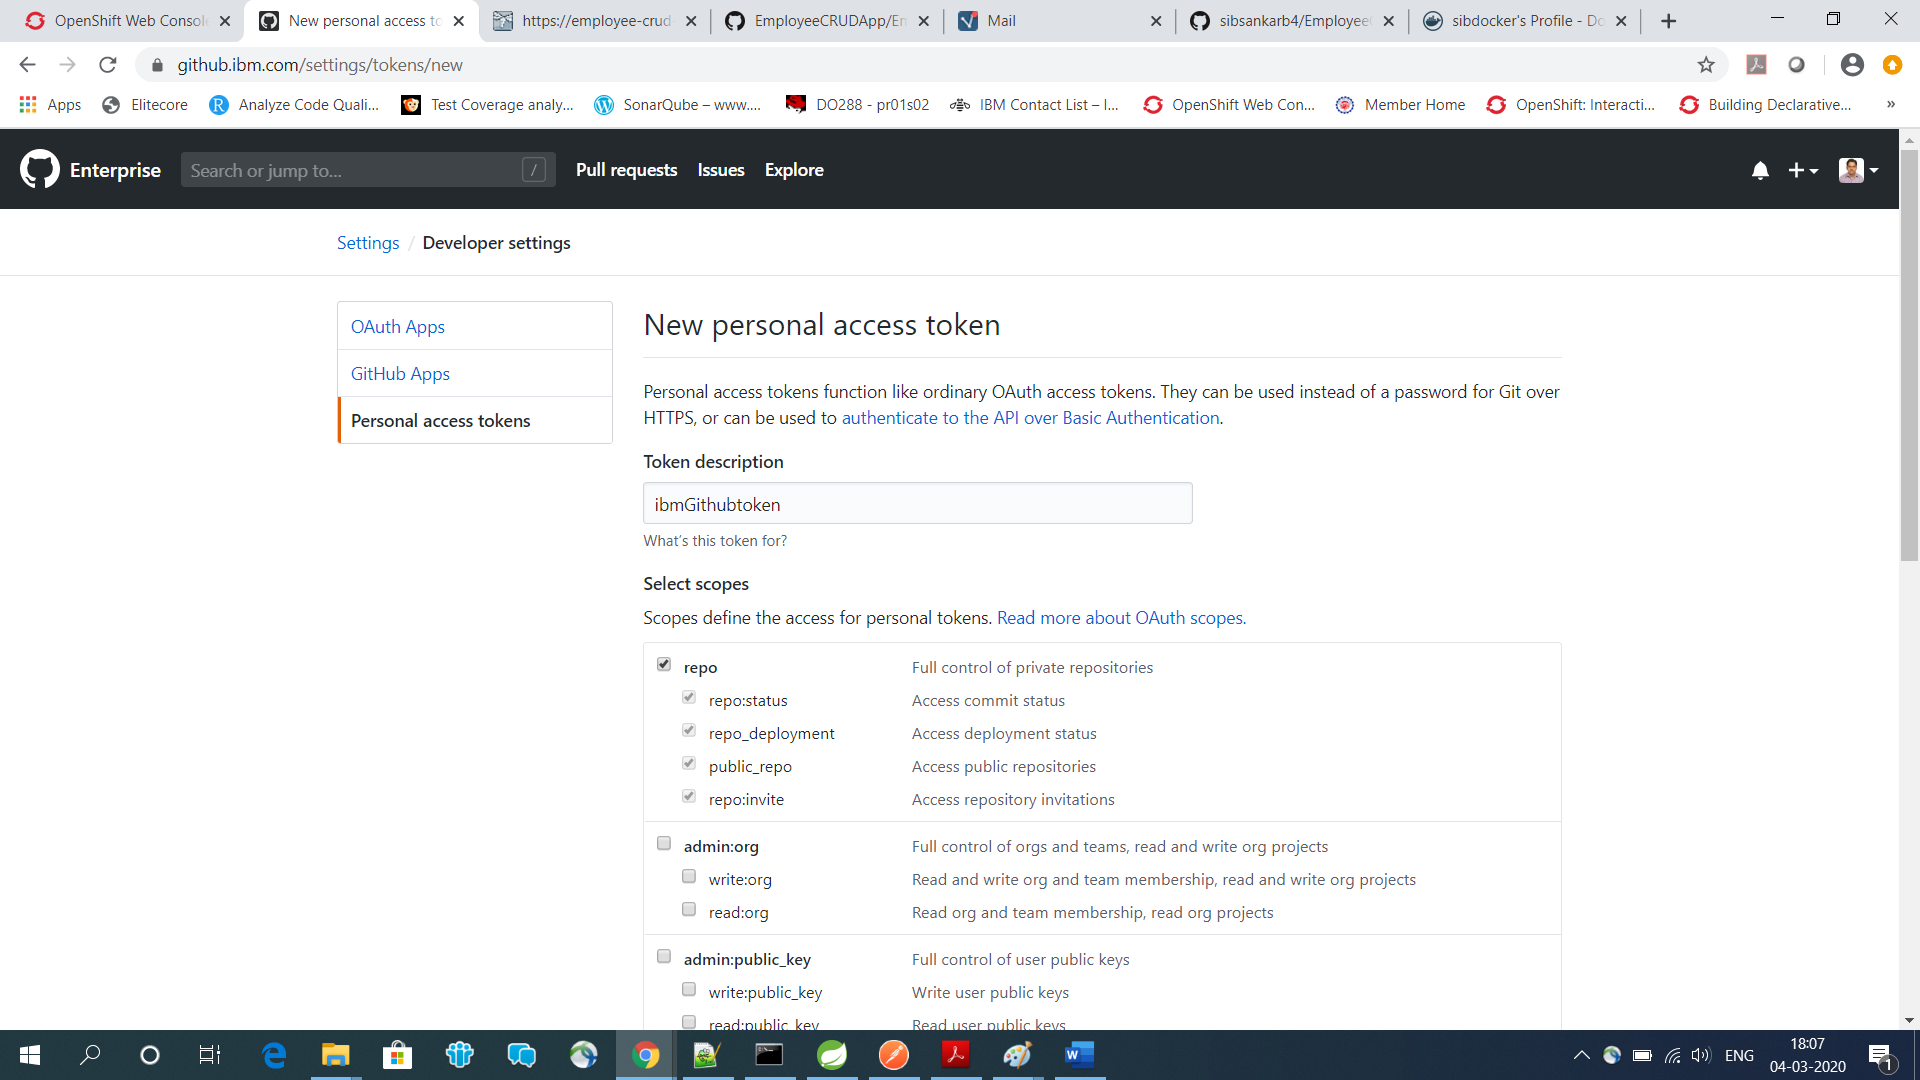 OpenShift Web Consol
New personal access to
https://employee-crud-
EmployeeCRUDApp/Em
Mail
sibsankarb4/Employee
sibdocker's Profile - Do
github.ibm.com/settings/tokens/new
Apps
Elitecore
Analyze Code Quali...
Test Coverage analy...
SonarQube – www....
DO288 - pr01s02
IBM Contact List – I...
OpenShift Web Con...
Member Home
OpenShift: Interacti...
Building Declarative...
»
Enterprise
Search or jump to...
/
Pull requests
Issues
Explore
Settings / Developer settings
OAuth Apps
GitHub Apps
Personal access tokens
New personal access token
Personal access tokens function like ordinary OAuth access tokens. They can be used instead of a password for Git over
HTTPS, or can be used to authenticate to the API over Basic Authentication.
Token description
ibmGithubtoken
What's this token for?
Select scopes
Scopes define the access for personal tokens. Read more about OAuth scopes.
repo Full control of private repositories
repo:status Access commit status
repo_deployment Access deployment status
public_repo Access public repositories
repo:invite Access repository invitations
admin:org Full control of orgs and teams, read and write org projects
write:org Read and write org and team membership, read and write org projects
read:org Read org and team membership, read org projects
admin:public_key Full control of user public keys
write:public_key Write user public keys
read:public_key Read user public keys
ENG
18:07
04-03-2020
1